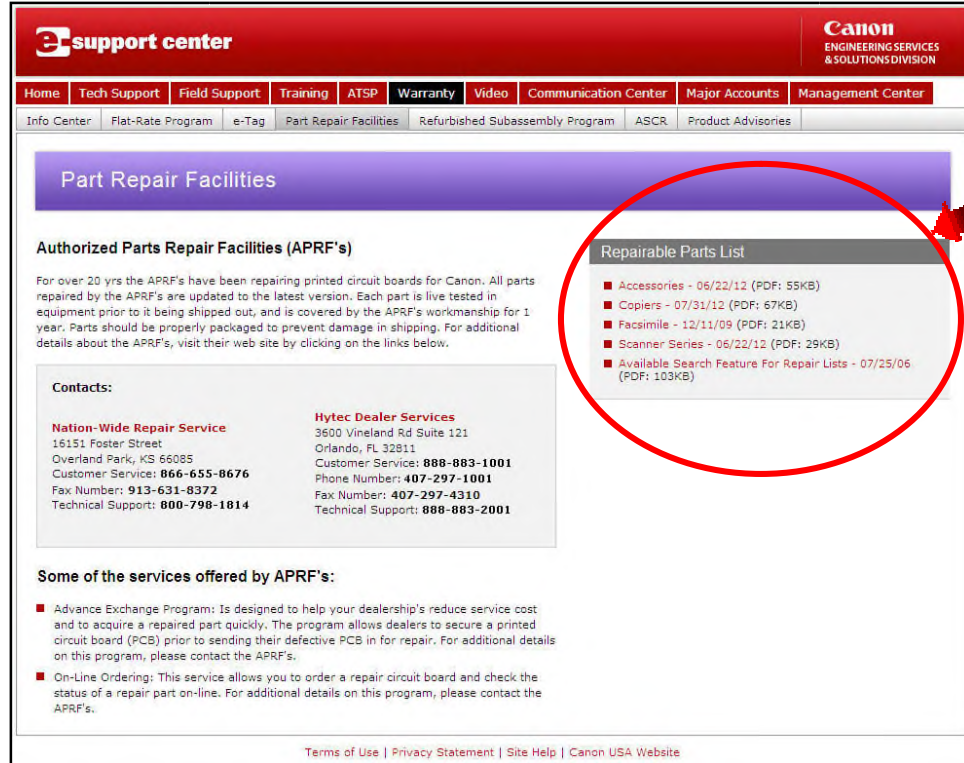 e-support center
Canon
ENGINEERING SERVICES
& SOLUTIONS DIVISION
Home Tech Support Field Support Training ATSP Warranty Video Communication Center Major Accounts Management Center
Info Center Flat-Rate Program e-Tag Part Repair Facilities Refurbished Subassembly Program ASCR Product Advisories
Part Repair Facilities
Authorized Parts Repair Facilities (APRF's)
For over 20 yrs the APRF's have been repairing printed circuit boards for Canon. All parts
repaired by the APRF's are updated to the latest version. Each part is live tested in
equipment prior to it being shipped out, and is covered by the APRF's workmanship for 1
year. Parts should be properly packaged to prevent damage in shipping. For additional
details about the APRF's, visit their web site by clicking on the links below.
Contacts:
Nation-Wide Repair Service
16151 Foster Street
Overland Park, KS 66085
Customer Service: 866-655-8676
Fax Number: 913-631-8372
Technical Support: 800-798-1814
Hytec Dealer Services
3600 Vineland Rd Suite 121
Orlando, FL 32811
Customer Service: 888-883-1001
Phone Number: 407-297-1001
Fax Number: 407-297-4310
Technical Support: 888-883-2001
Some of the services offered by APRF's:
Advance Exchange Program: Is designed to help your dealership's reduce service cost
and to acquire a repaired part quickly. The program allows dealers to secure a printed
circuit board (PCB) prior to sending their defective PCB in for repair. For additional details
on this program, please contact the APRF's.
On-Line Ordering: This service allows you to order a repair circuit board and check the
status of a repair part on-line. For additional details on this program, please contact the
APRF's.
Repairable Parts List
Accessories - 06/22/12 (PDF: 55KB)
Copiers - 07/31/12 (PDF: 67KB)
Facsimile - 12/11/09 (PDF: 21KB)
Scanner Series - 06/22/12 (PDF: 29KB)
Available Search Feature For Repair Lists - 07/25/06
(PDF: 103KB)
Terms of Use | Privacy Statement | Site Help | Canon USA Website